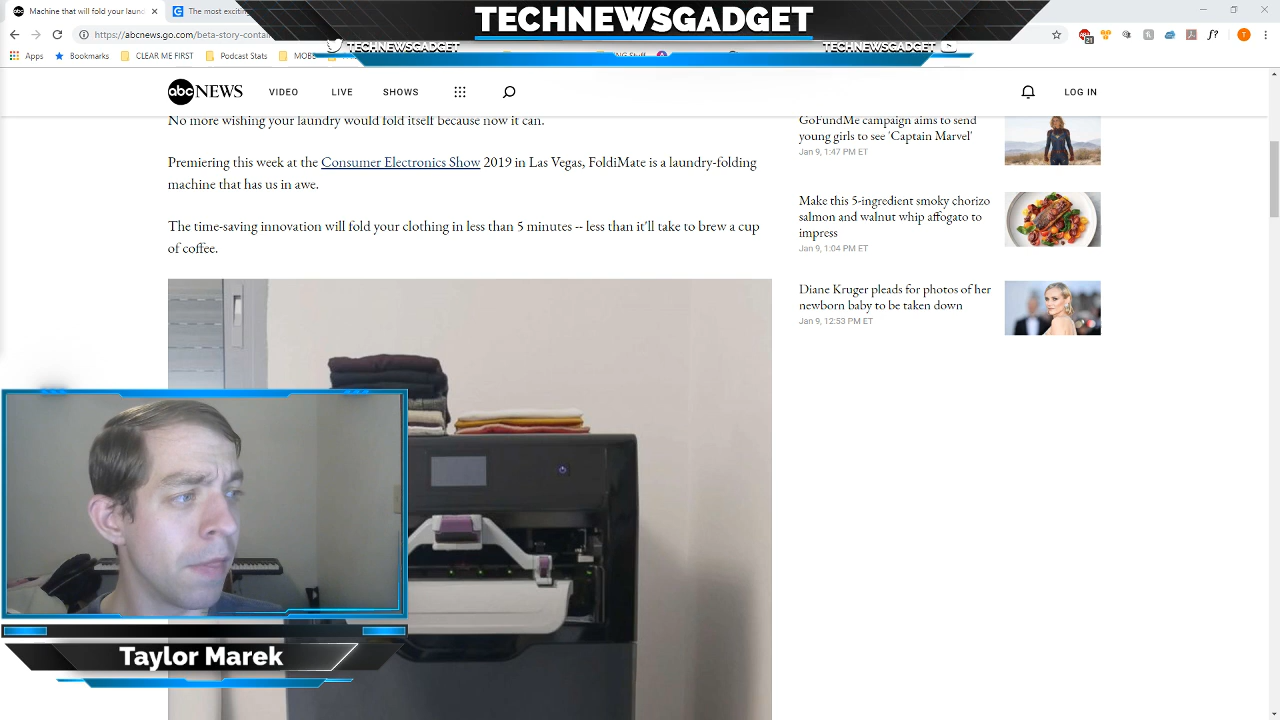 Machine that will fold your laun
The most excitin
TECHNEWSGADGET
https://abcnews.go.com/beta-story-contai
TECHNEWSGADGET
TECHNEWSGADGET
Apps
Bookmarks
CLEAR ME FIRST
Podcast Stats
abc NEWS
VIDEO
LIVE
SHOWS
LOG IN
No more wishing your laundry would fold itself because now it can.
Premiering this week at the Consumer Electronics Show 2019 in Las Vegas, FoldiMate is a laundry-folding
machine that has us in awe.
The time-saving innovation will fold your clothing in less than 5 minutes -- less than it'll take to brew a cup
of coffee.
GoFundMe campaign aims to send
young girls to see 'Captain Marvel'
Jan 9, 1:47 PM ET
Make this 5-ingredient smoky chorizo
salmon and walnut whip affogato to
impress
Jan 9, 1:04 PM ET
Diane Kruger pleads for photos of her
newborn baby to be taken down
Jan 9, 12:53 PM ET
Taylor Marek